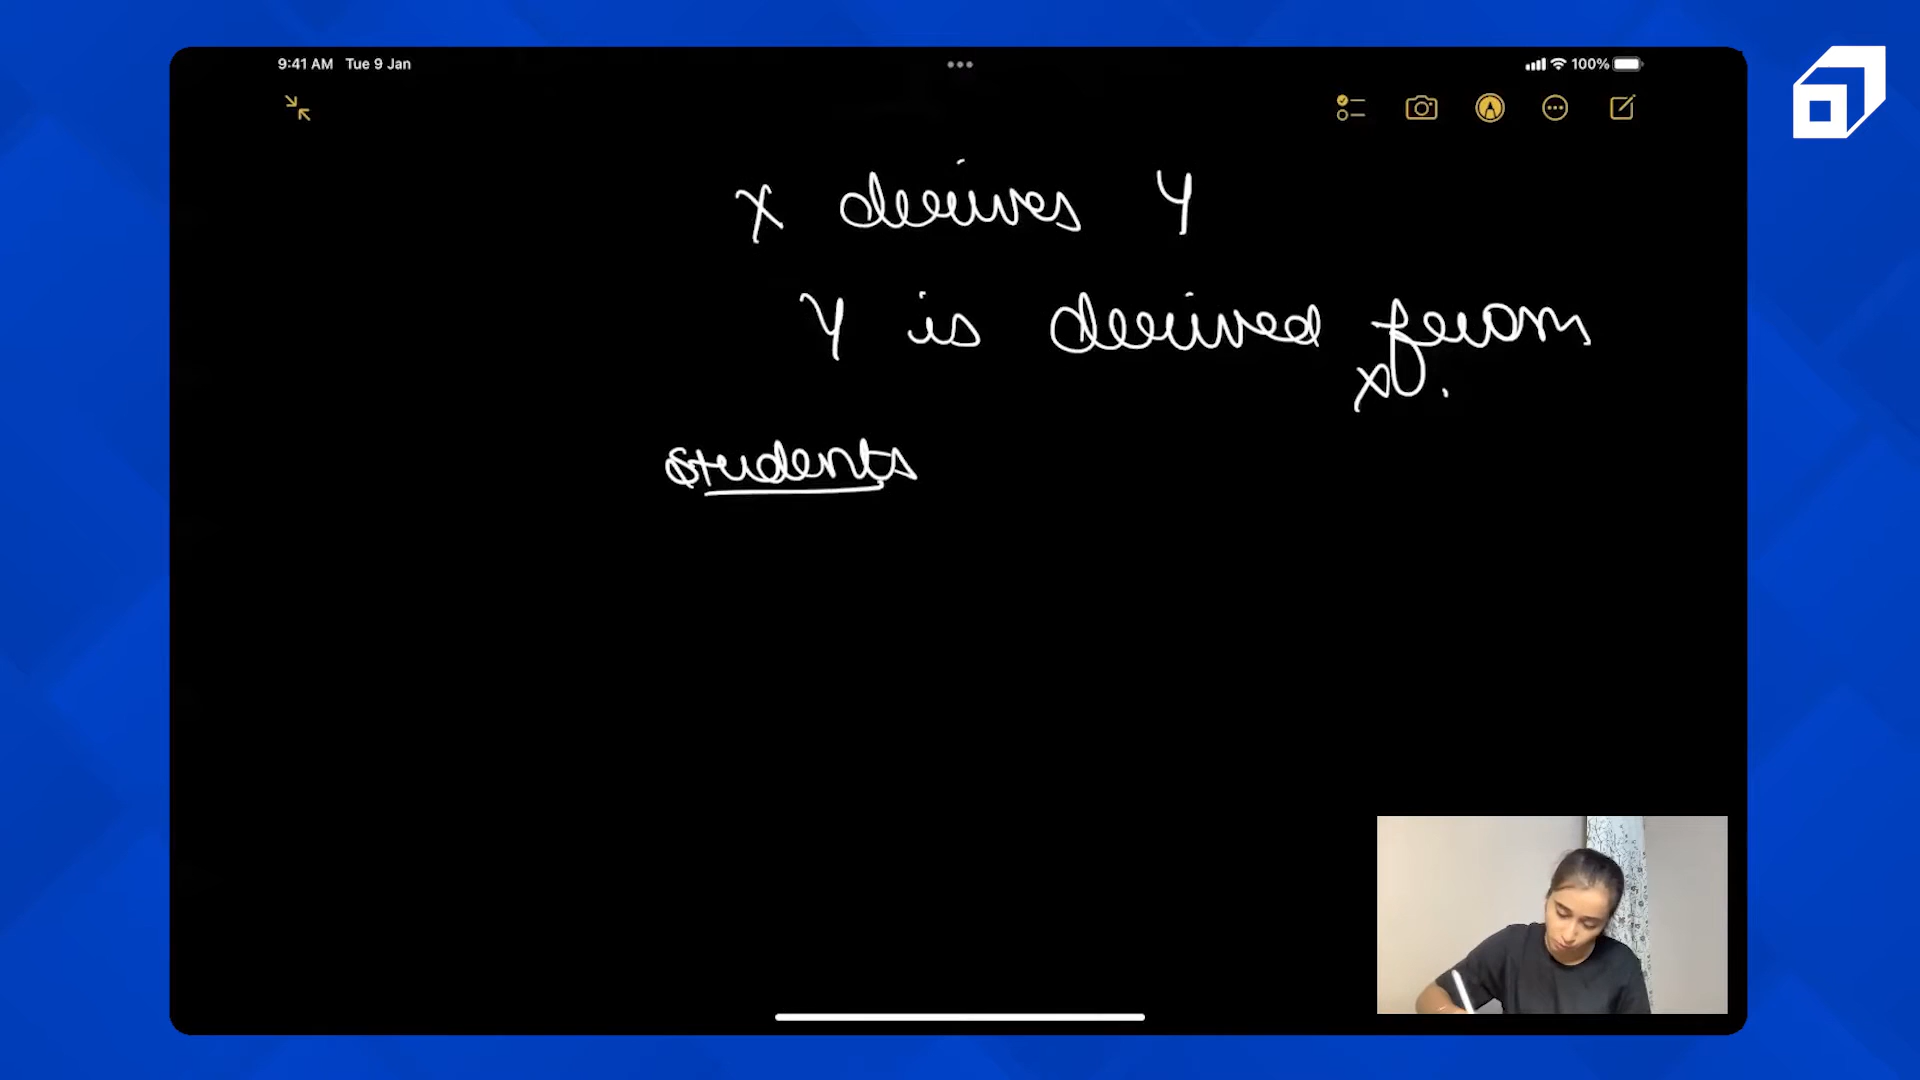 9:41 AM Tue 9 Jan 100%
X derives Y
Y is derived from
X.
students